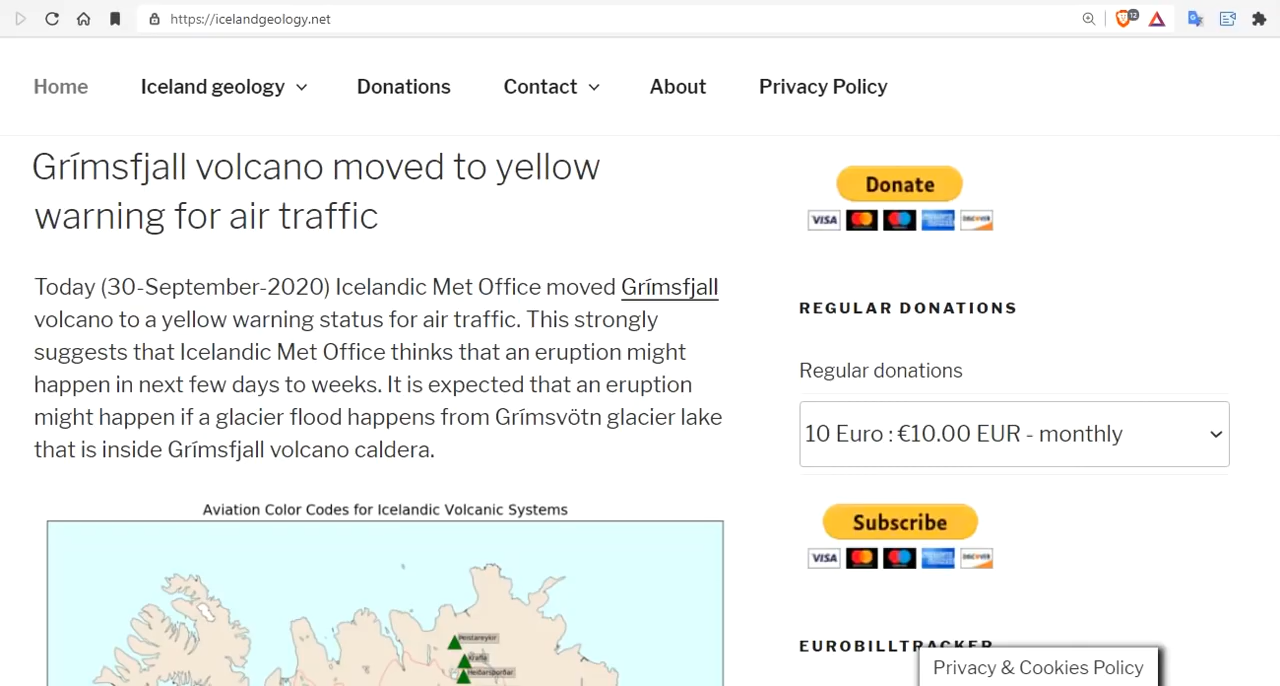 https://icelandgeology.net
12
Home Iceland geology Donations Contact About Privacy Policy
Grímsfjall volcano moved to yellow
warning for air traffic
Today (30-September-2020) Icelandic Met Office moved Grímsfjall
volcano to a yellow warning status for air traffic. This strongly
suggests that Icelandic Met Office thinks that an eruption might
happen in next few days to weeks. It is expected that an eruption
might happen if a glacier flood happens from Grímsvötn glacier lake
that is inside Grímsfjall volcano caldera.
Aviation Color Codes for Icelandic Volcanic Systems
Krafla
Donate
VISA DISCOVER
REGULAR DONATIONS
Regular donations
10 Euro : €10.00 EUR - monthly
Subscribe
VISA DISCOVER
EUROBILLTRACKER
Privacy & Cookies Policy